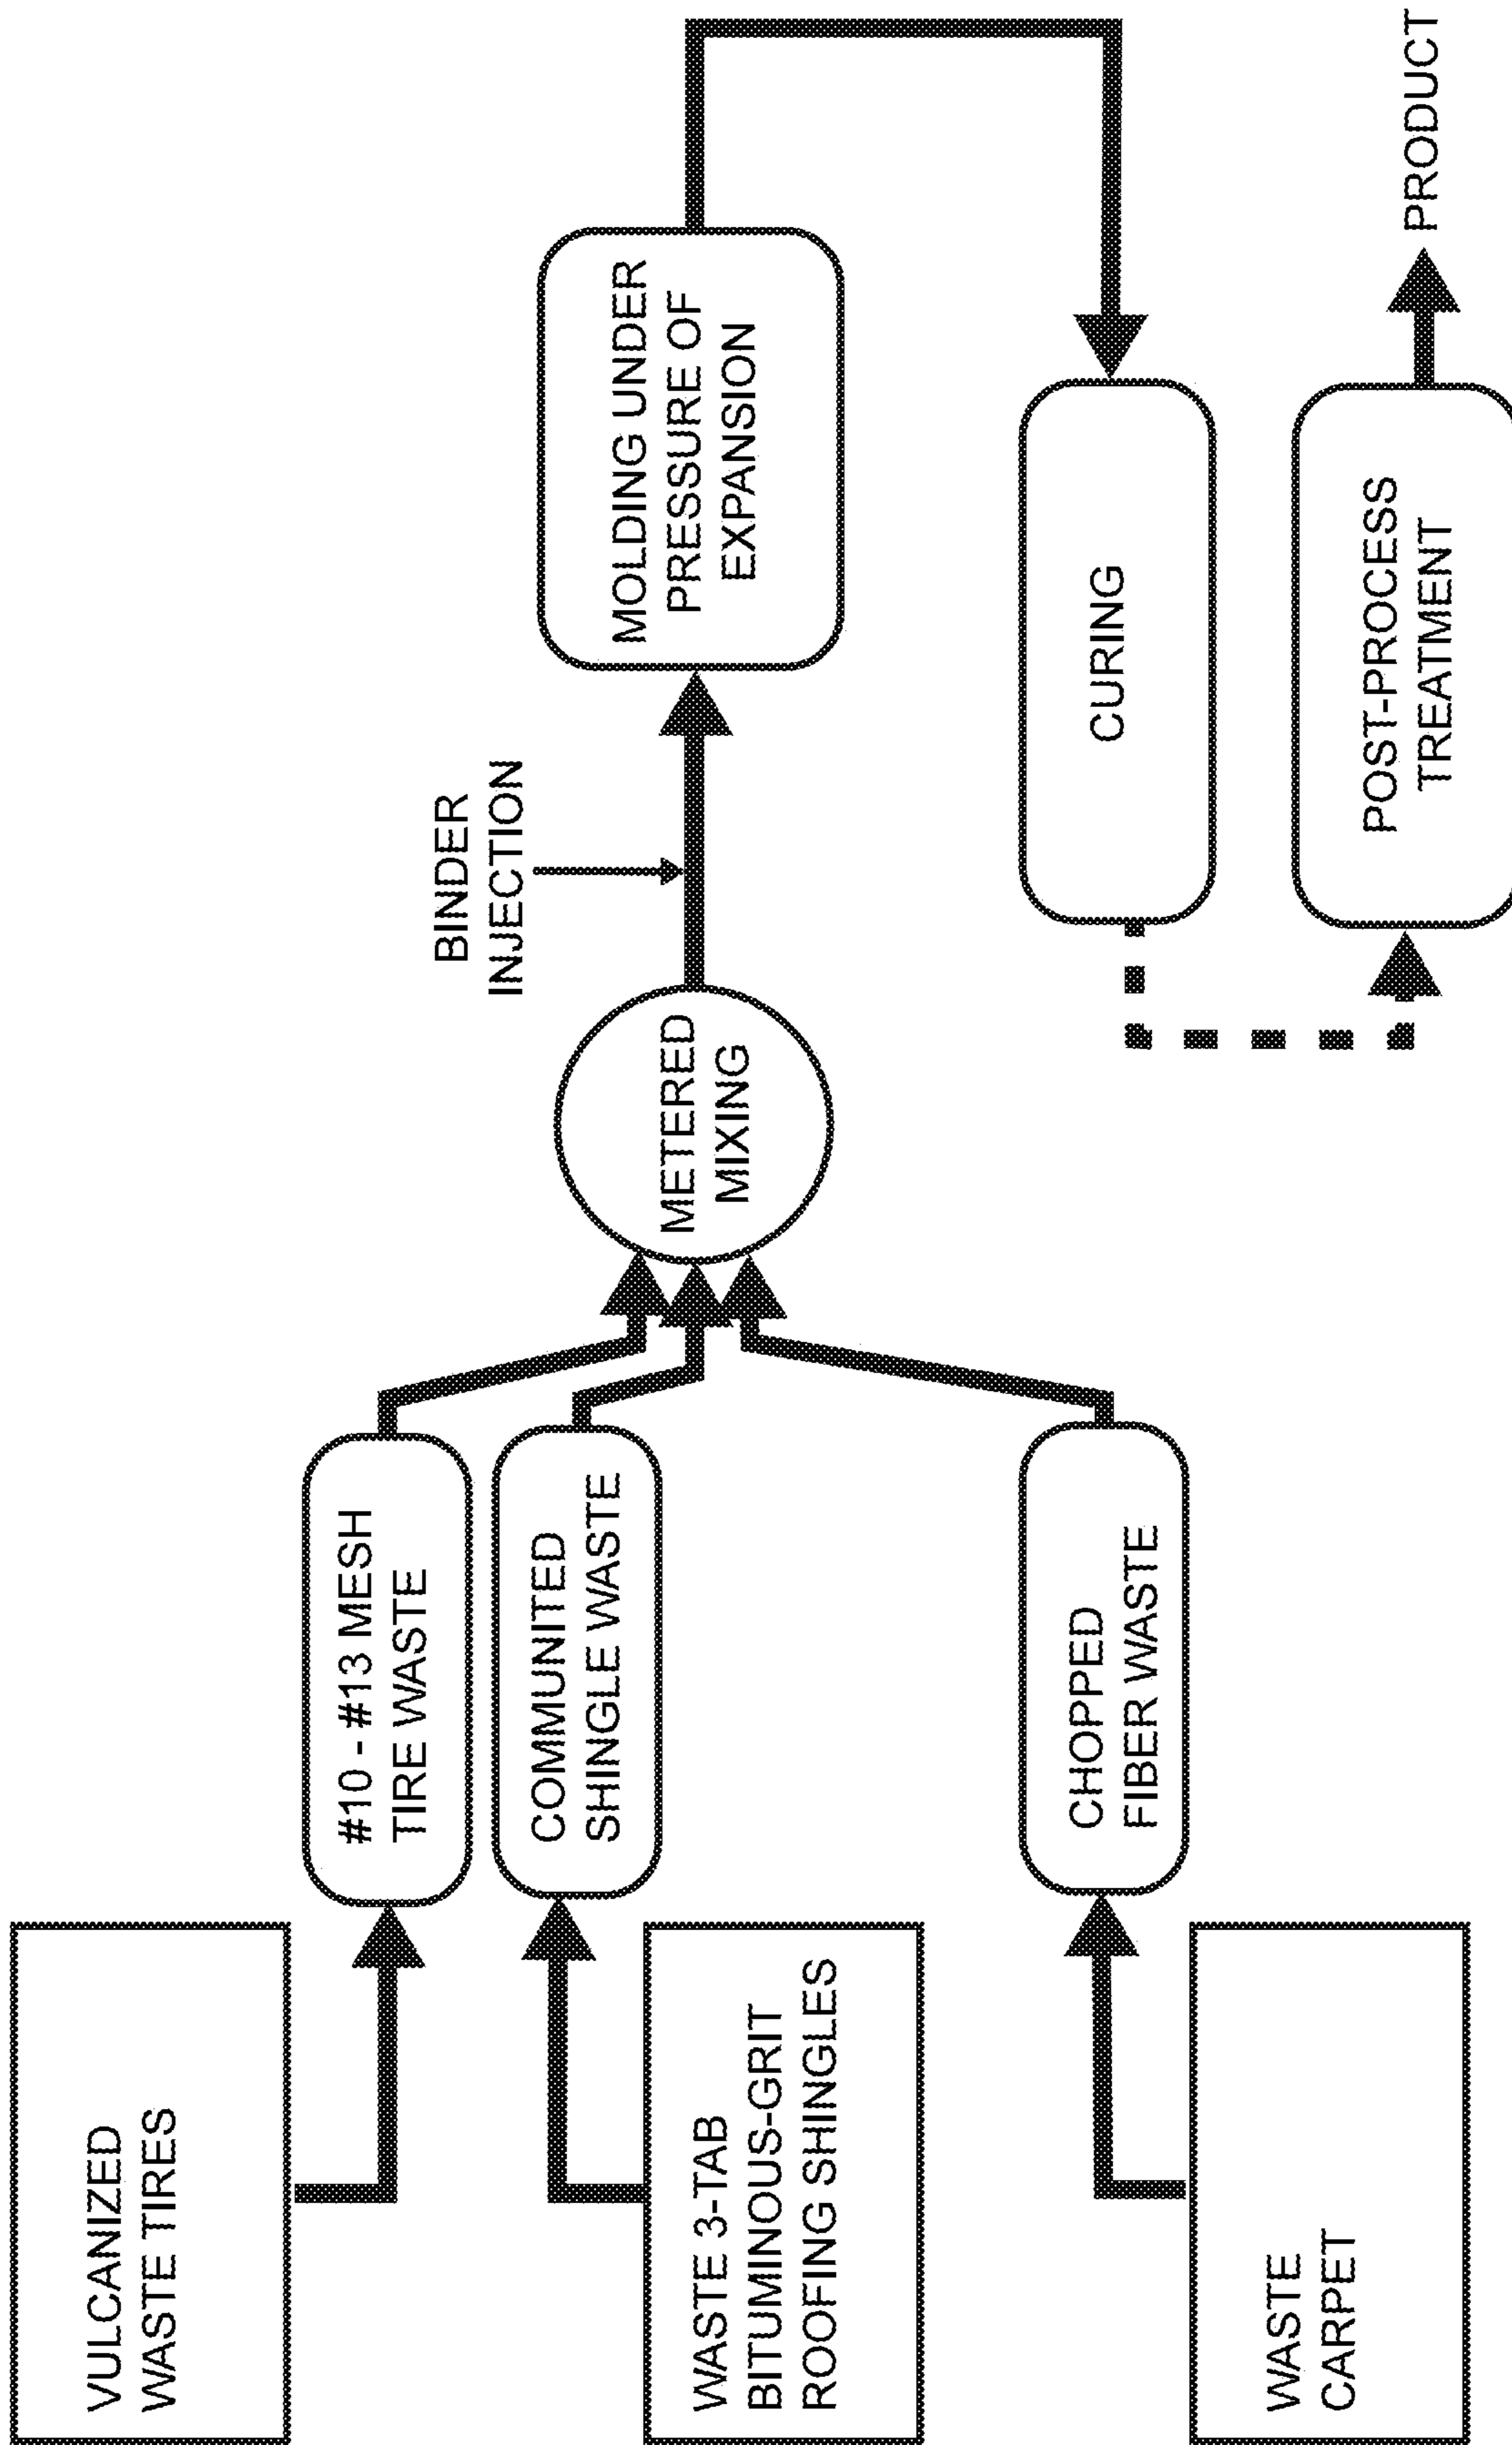 VULCANIZED
WASTE TIRES
#10 - #13 MESH
TIRE WASTE
WASTE 3-TAB
BITUMINOUS-GRIT
ROOFING SHINGLES
COMMUNITED
SHINGLE WASTE
WASTE
CARPET
CHOPPED
FIBER WASTE
METERED
MIXING
BINDER
INJECTION
MOLDING UNDER
PRESSURE OF
EXPANSION
CURING
POST-PROCESS
TREATMENT
PRODUCT